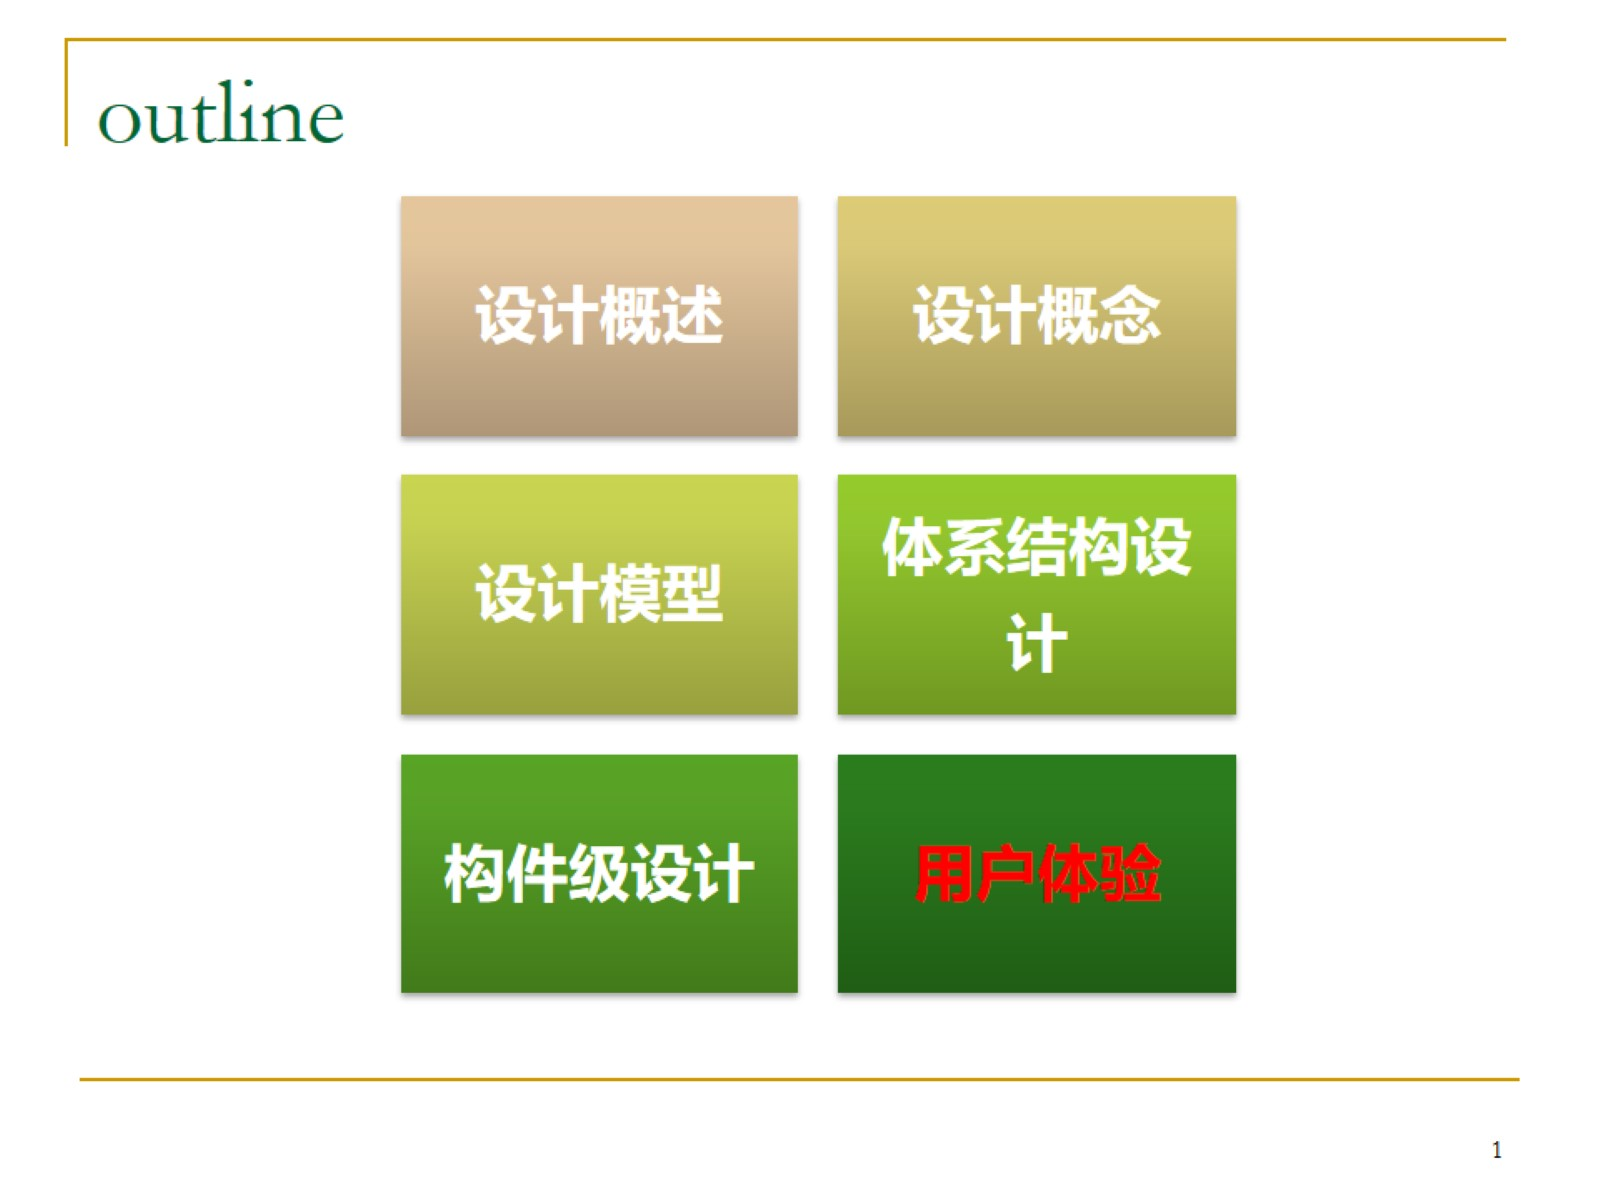 outline
设计概述
设计概念
设计模型
体系结构设
计
构件级设计
用户体验
1